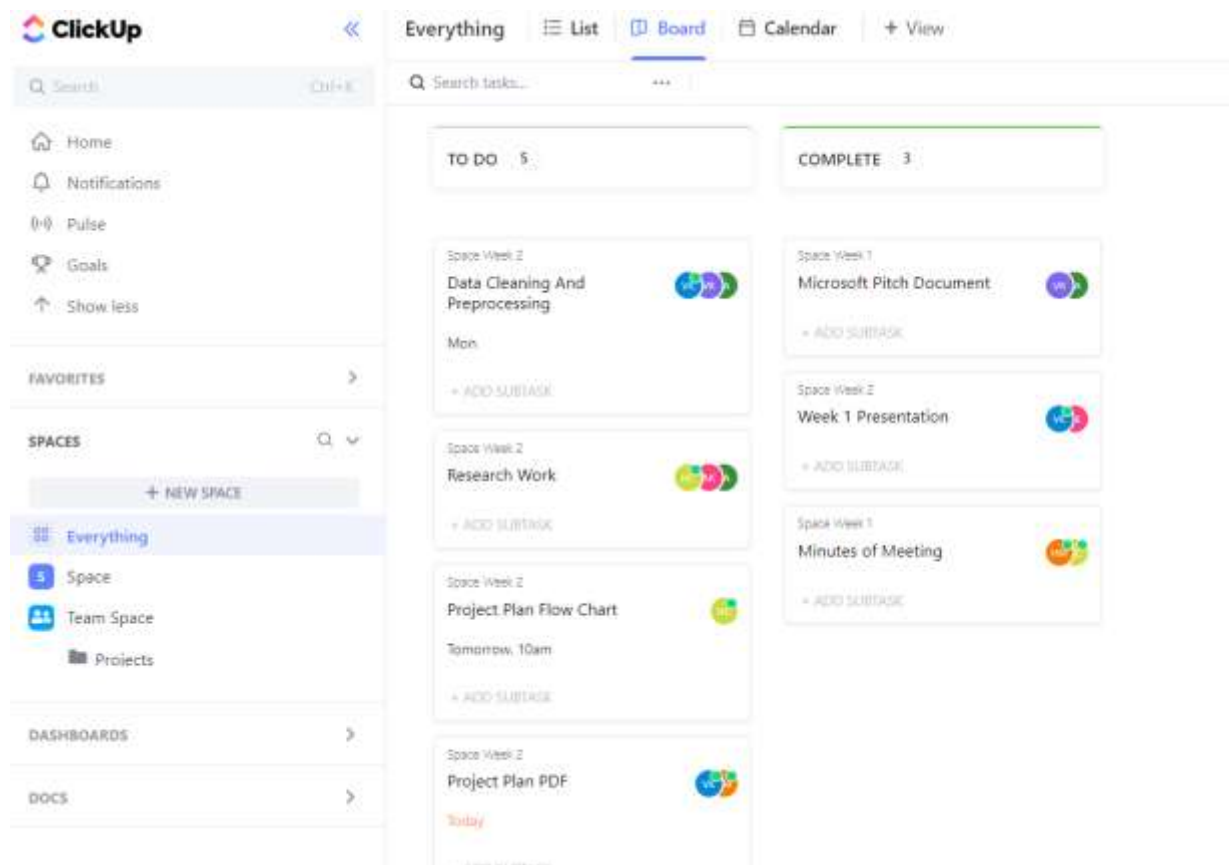 ClickUp
Search Ctrl+K
Home
Notifications
Pulse
Goals
Show less
FAVORITES
SPACES
+ NEW SPACE
Everything
S Space
Team Space
Projects
DASHBOARDS
DOCS
Everything List Board Calendar + View
Search tasks...
TO DO 5
Space Week 2
Data Cleaning And
Preprocessing
Mon
+ ADD SUBTASK
Space Week 2
Research Work
+ ADD SUBTASK
Space Week 2
Project Plan Flow Chart
Tomorrow, 10am
+ ADD SUBTASK
Space Week 2
Project Plan PDF
Today
+ ADD SUBTASK
COMPLETE 3
Space Week 1
Microsoft Pitch Document
+ ADD SUBTASK
Space Week 2
Week 1 Presentation
+ ADD SUBTASK
Space Week 1
Minutes of Meeting
+ ADD SUBTASK